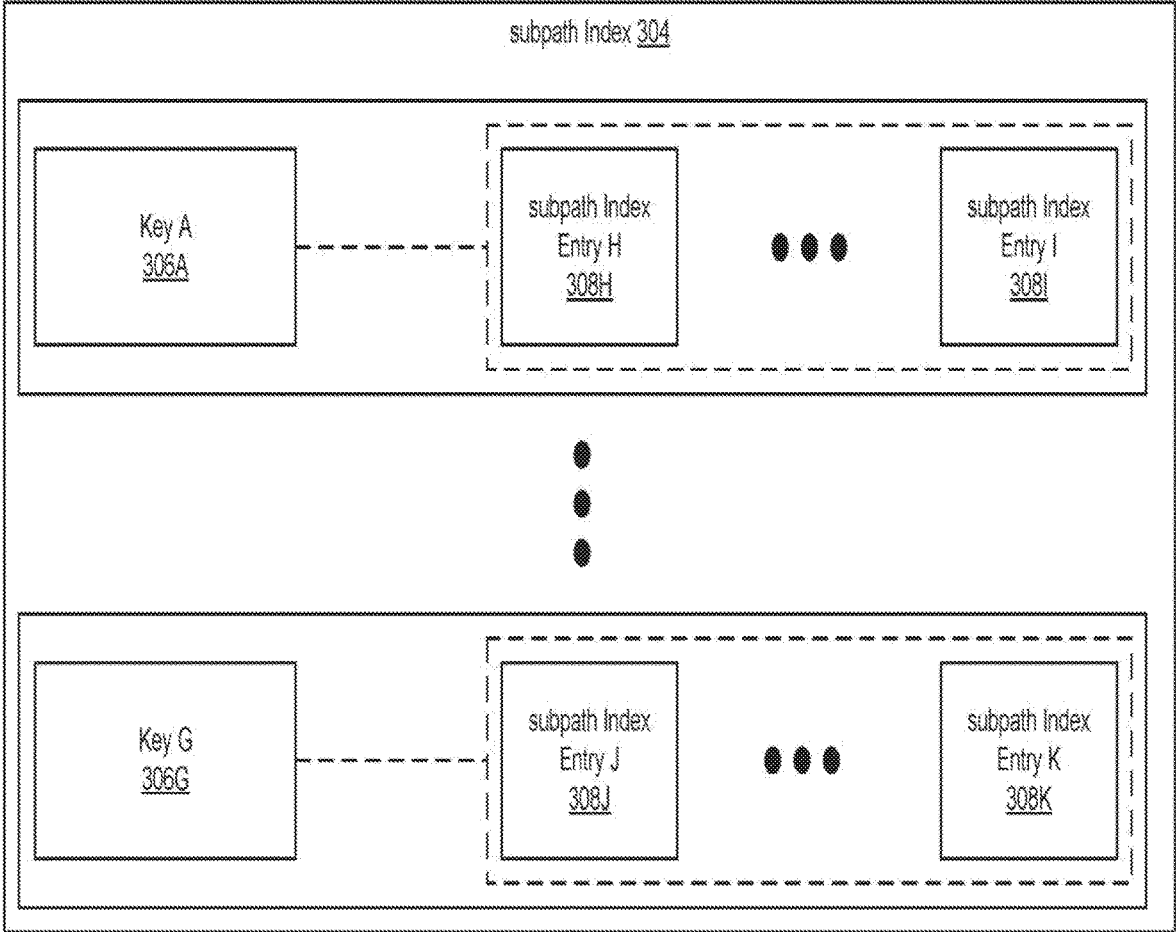 subpath Index 304
Key A
306A
subpath Index
Entry H
308H
subpath Index
Entry I
308I
Key G
306G
subpath Index
Entry J
308J
subpath Index
Entry K
308K